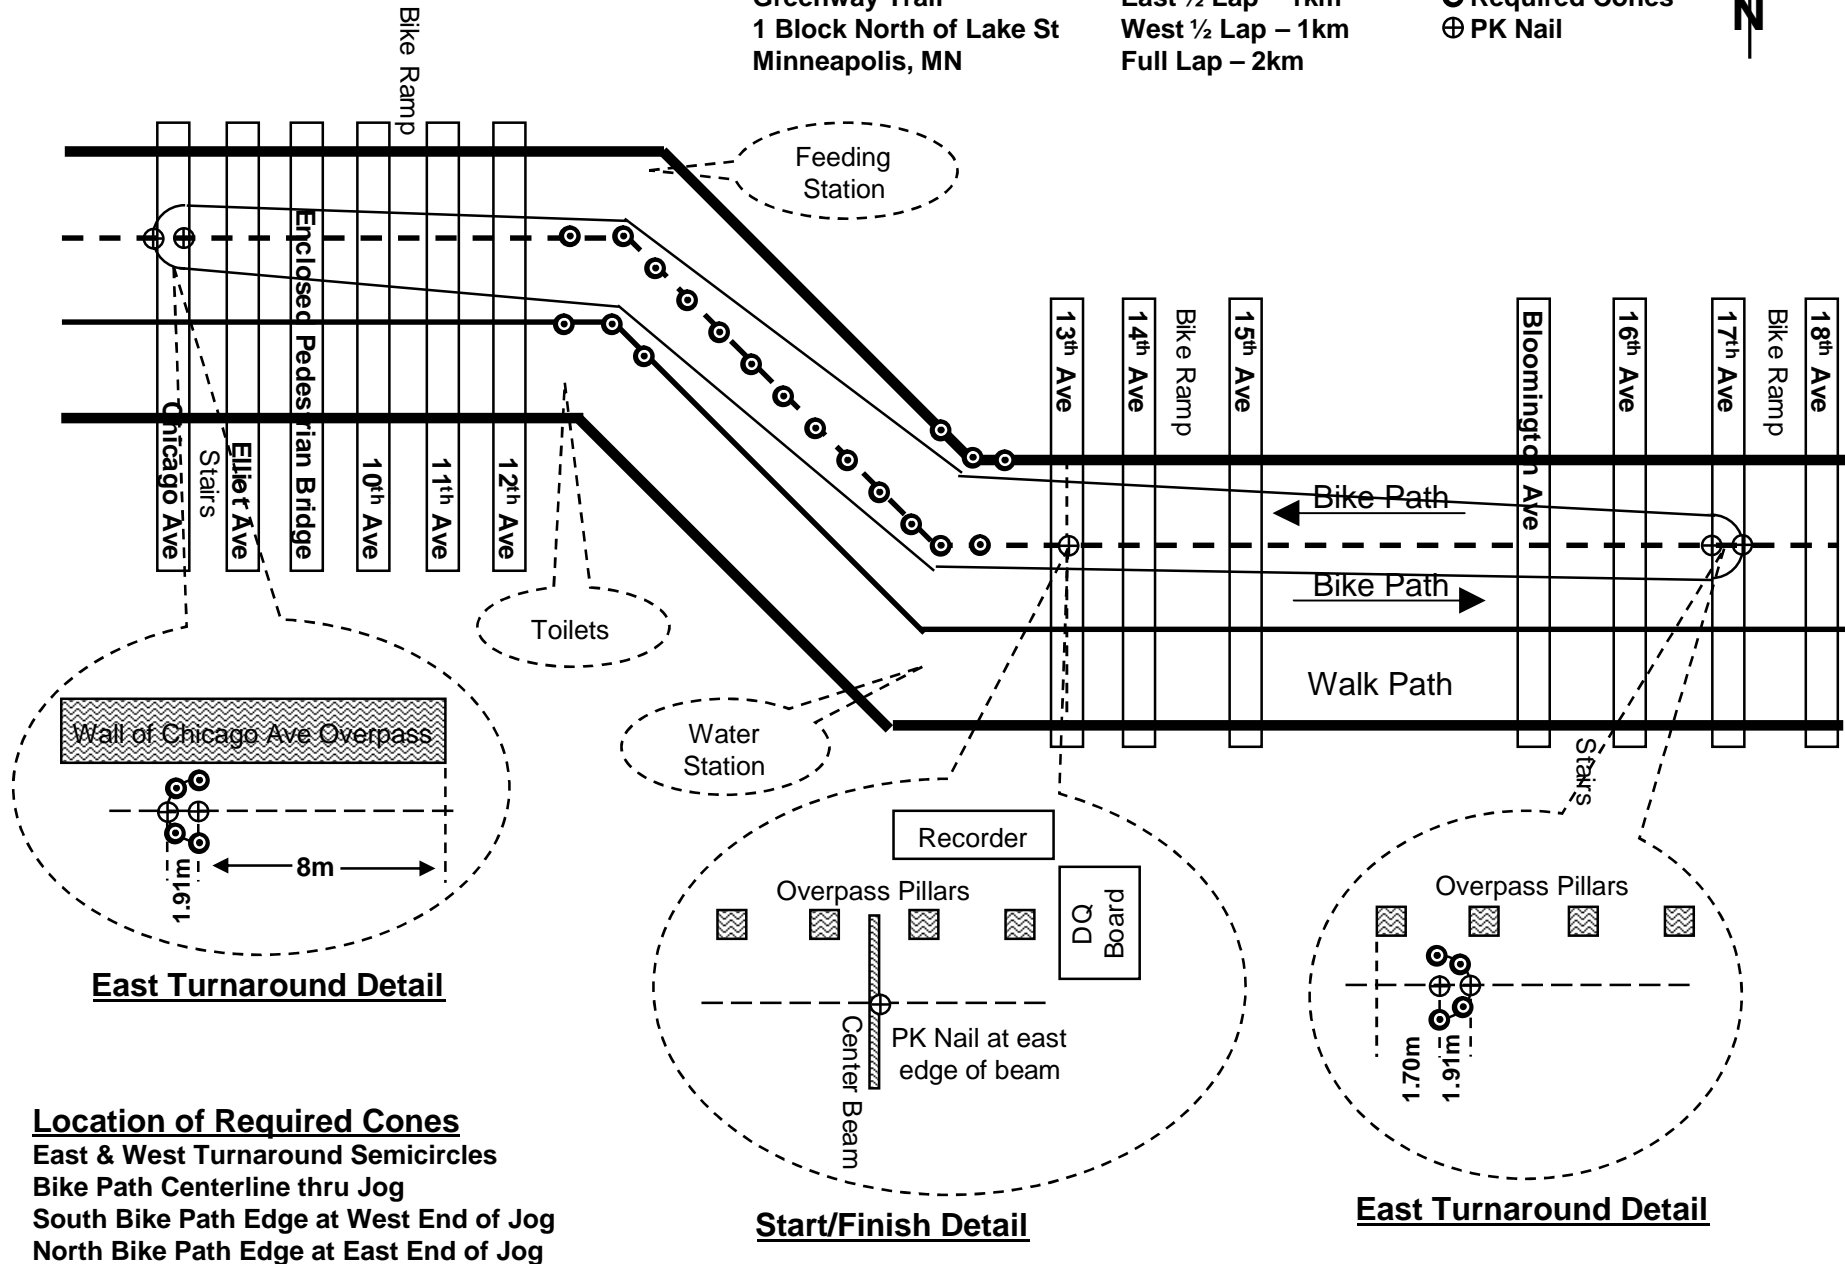 Greenway Trail
1 Block North of Lake St
Minneapolis, MN
East ½ Lap – 1km
West ½ Lap – 1km
Full Lap – 2km
Required Cones
PK Nail
N
Bike Ramp
Feeding
Station
Chicago Ave
Stairs
Elliot Ave
Enclosed Pedestrian Bridge
10th Ave
11th Ave
12th Ave
13th Ave
14th Ave
Bike Ramp
15th Ave
Bloomington Ave
16th Ave
17th Ave
Bike Ramp
18th Ave
Bike Path
Bike Path
Walk Path
Stairs
Toilets
Water
Station
Wall of Chicago Ave Overpass
8m
1.91m
East Turnaround Detail
Recorder
Overpass Pillars
DQ
Board
Center Beam
PK Nail at east
edge of beam
Start/Finish Detail
Overpass Pillars
1.70m
1.91m
East Turnaround Detail
Location of Required Cones
East & West Turnaround Semicircles
Bike Path Centerline thru Jog
South Bike Path Edge at West End of Jog
North Bike Path Edge at East End of Jog